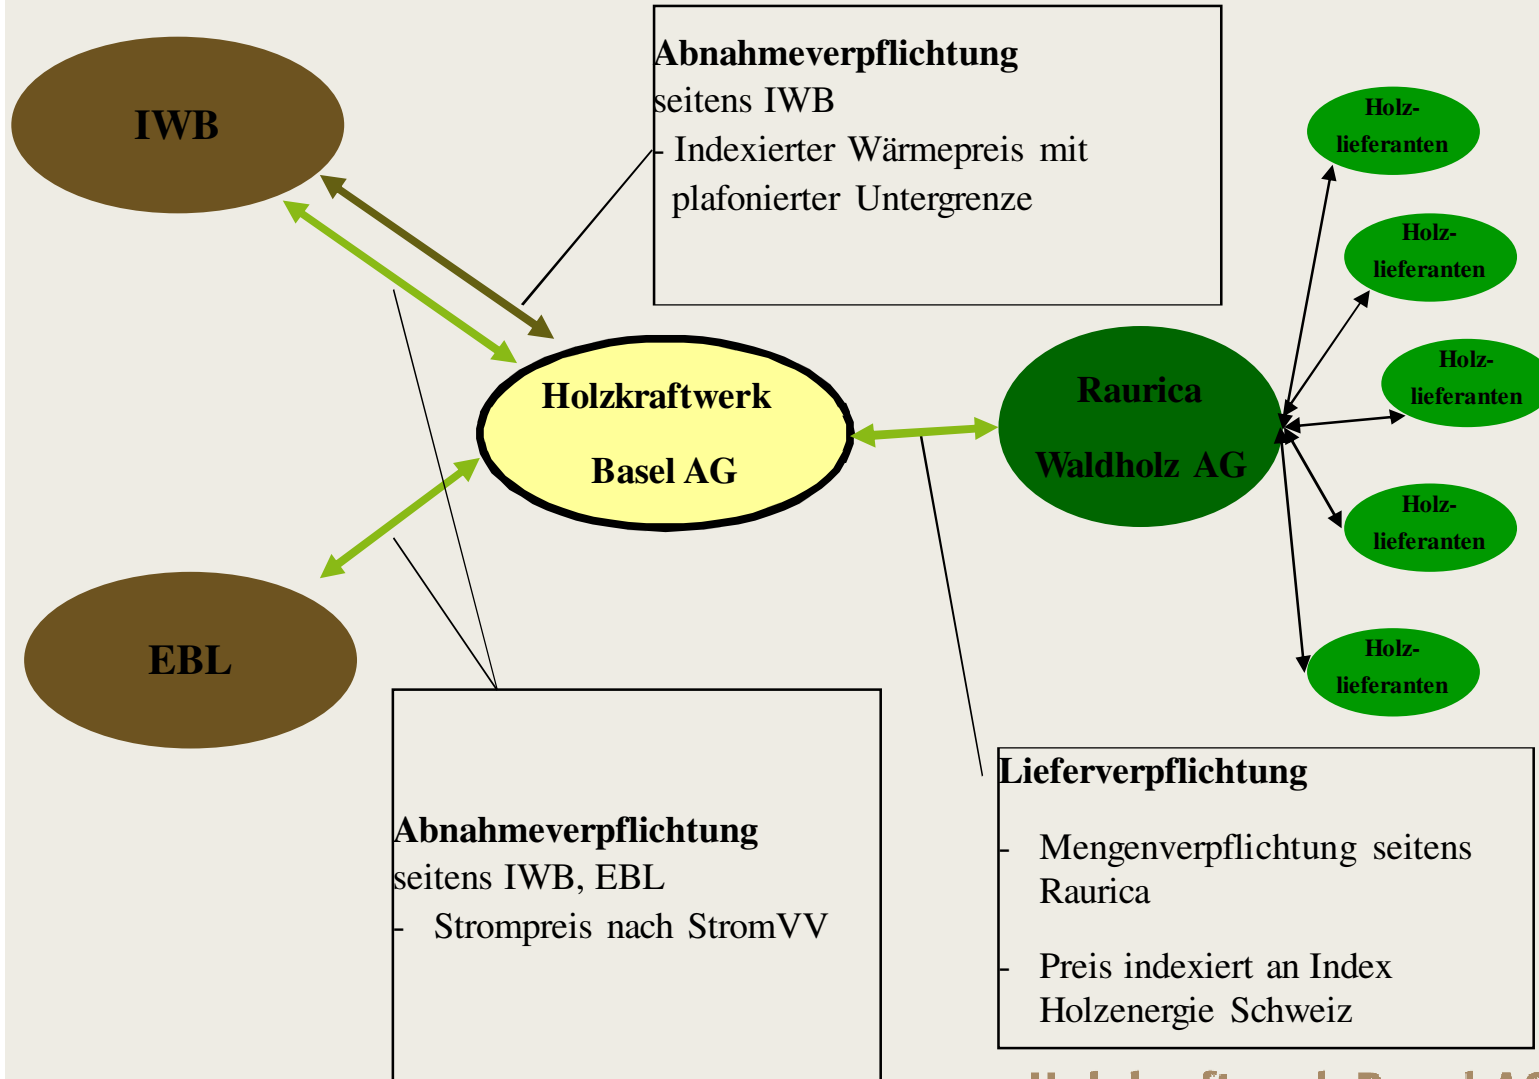 Abnahmeverpflichtung
seitens IWB
- Indexierter Wärmepreis mit
plafonierter Untergrenze
IWB
Holz-
lieferanten
Holz-
lieferanten
Holz-
lieferanten
Holz-
lieferanten
Holz-
lieferanten
Holzkraftwerk
Basel AG
Raurica
Waldholz AG
EBL
Abnahmeverpflichtung
seitens IWB, EBL
- Strompreis nach StromVV
Lieferverpflichtung
- Mengenverpflichtung seitens
Raurica
- Preis indexiert an Index
Holzenergie Schweiz